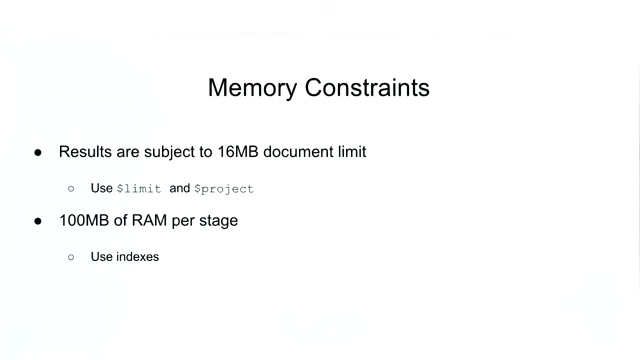 Memory Constraints
● Results are subject to 16MB document limit
○ Use $limit and $project
● 100MB of RAM per stage
○ Use indexes